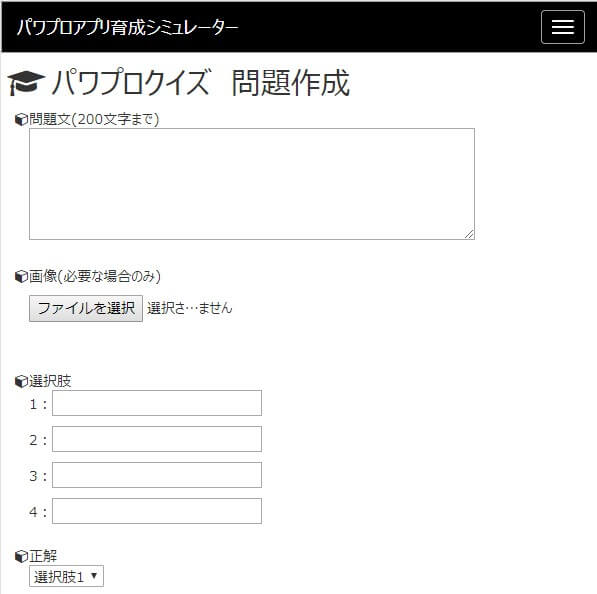 パワプロアプリ育成シミュレーター
パワプロクイズ 問題作成
問題文(200文字まで)
画像(必要な場合のみ)
ファイルを選択 選択さ…ません
選択肢
1：
2：
3：
4：
正解
選択肢1